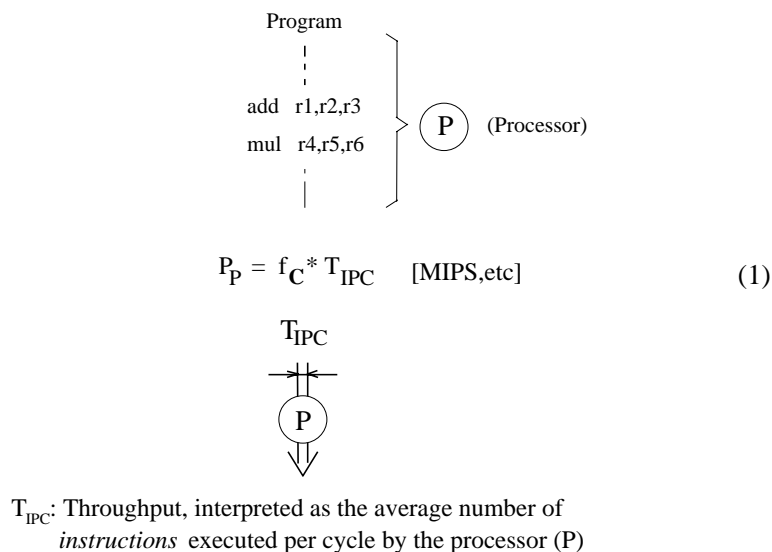 Program
add r1,r2,r3
mul r4,r5,r6
P (Processor)
P_P = f_C * T_IPC [MIPS,etc] (1)
T_IPC
P
T_IPC: Throughput, interpreted as the average number of
instructions executed per cycle by the processor (P)